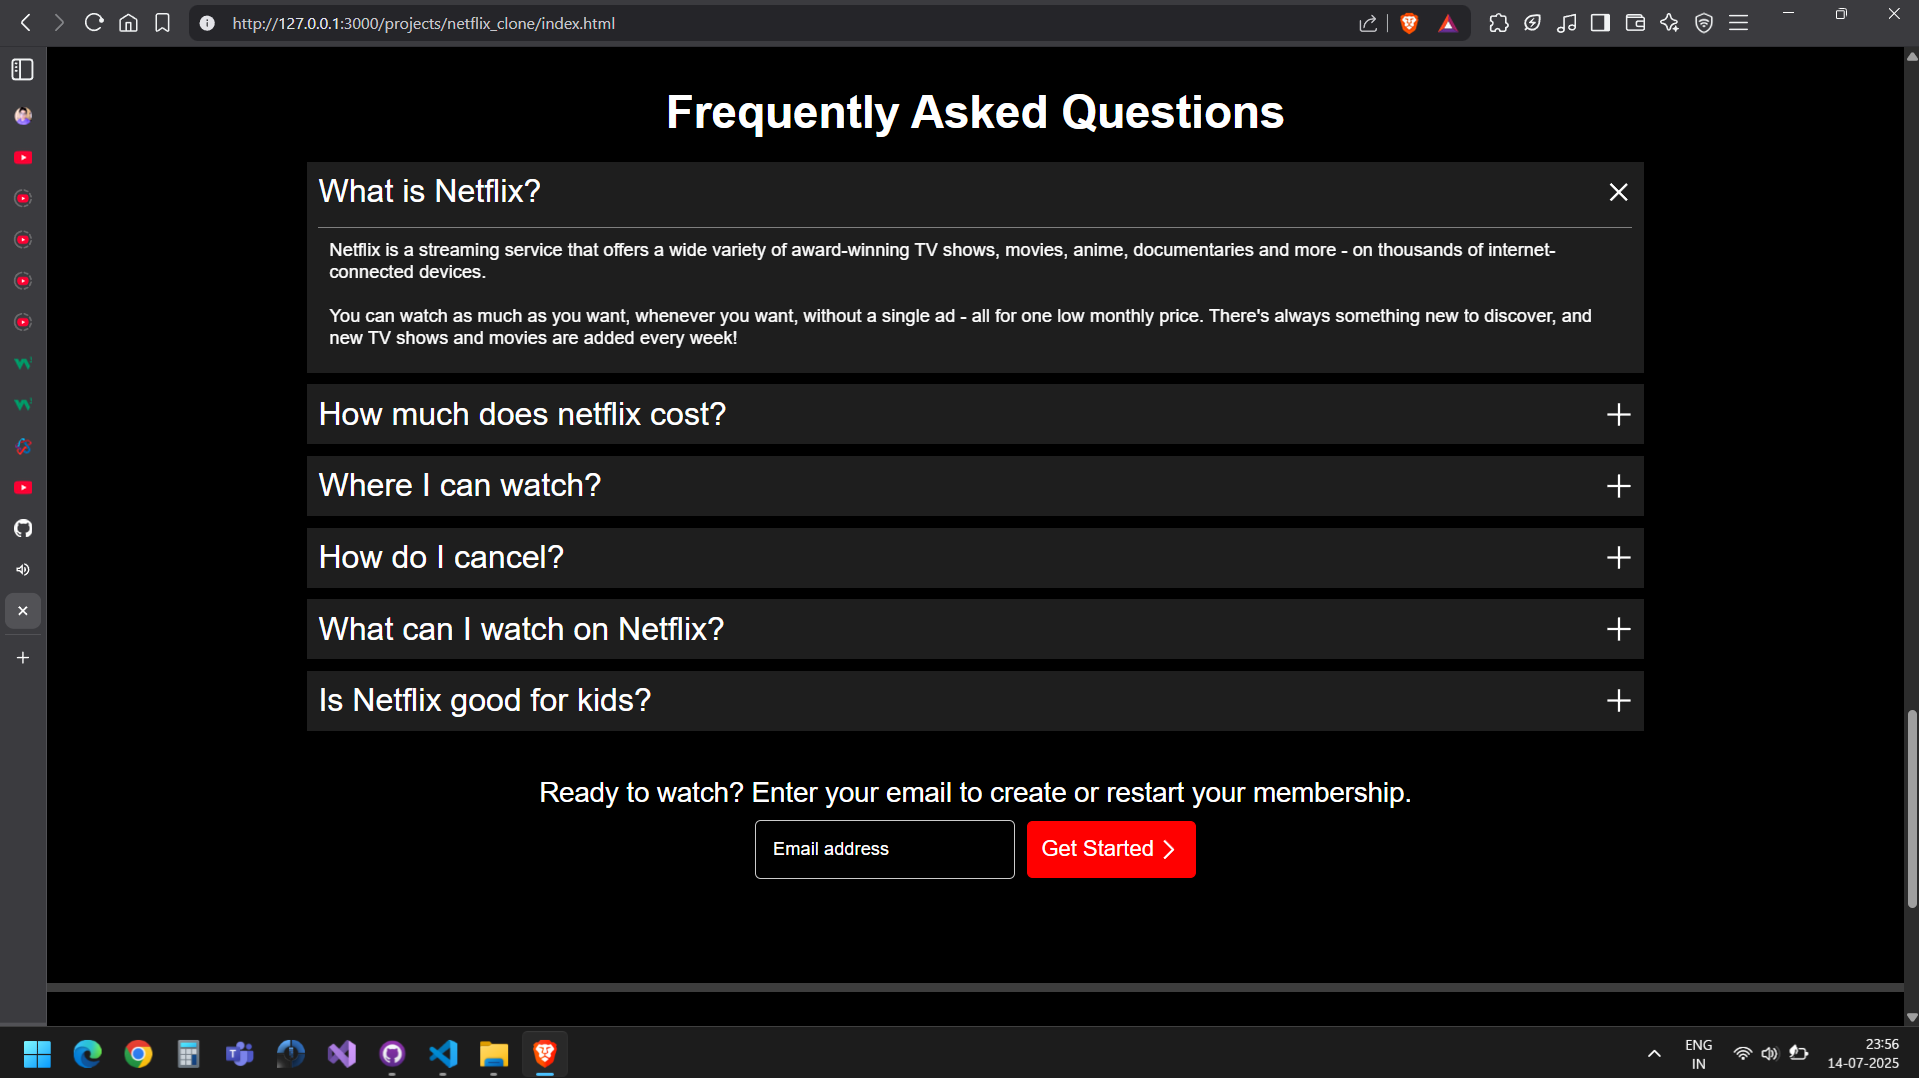 http://127.0.0.1:3000/projects/netflix_clone/index.html
Frequently Asked Questions
What is Netflix?
Netflix is a streaming service that offers a wide variety of award-winning TV shows, movies, anime, documentaries and more - on thousands of internet-
connected devices.
You can watch as much as you want, whenever you want, without a single ad - all for one low monthly price. There's always something new to discover, and
new TV shows and movies are added every week!
How much does netflix cost?
Where I can watch?
How do I cancel?
What can I watch on Netflix?
Is Netflix good for kids?
Ready to watch? Enter your email to create or restart your membership.
Email address
Get Started
ENG
IN
23:56
14-07-2025